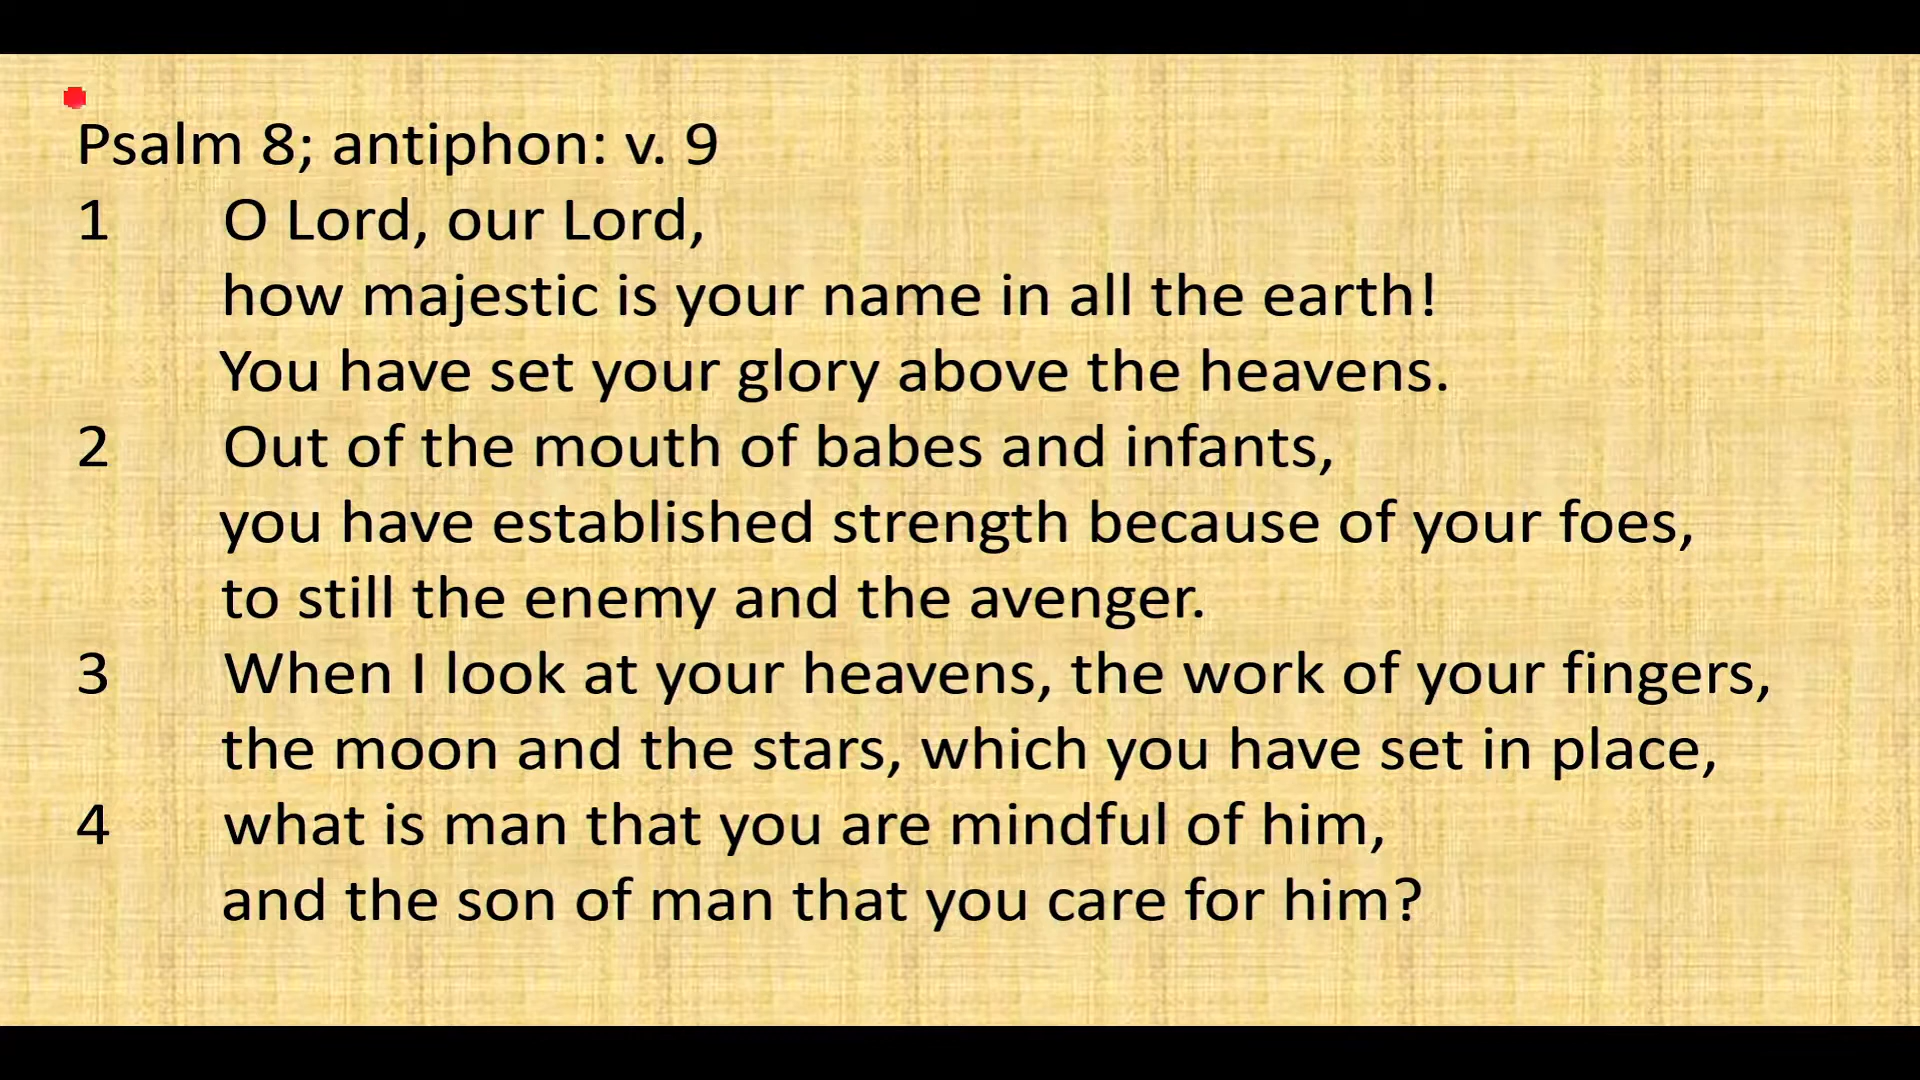 Psalm 8; antiphon: v. 9
1 O Lord, our Lord,
how majestic is your name in all the earth!
You have set your glory above the heavens.
2 Out of the mouth of babes and infants,
you have established strength because of your foes,
to still the enemy and the avenger.
3 When I look at your heavens, the work of your fingers,
the moon and the stars, which you have set in place,
4 what is man that you are mindful of him,
and the son of man that you care for him?